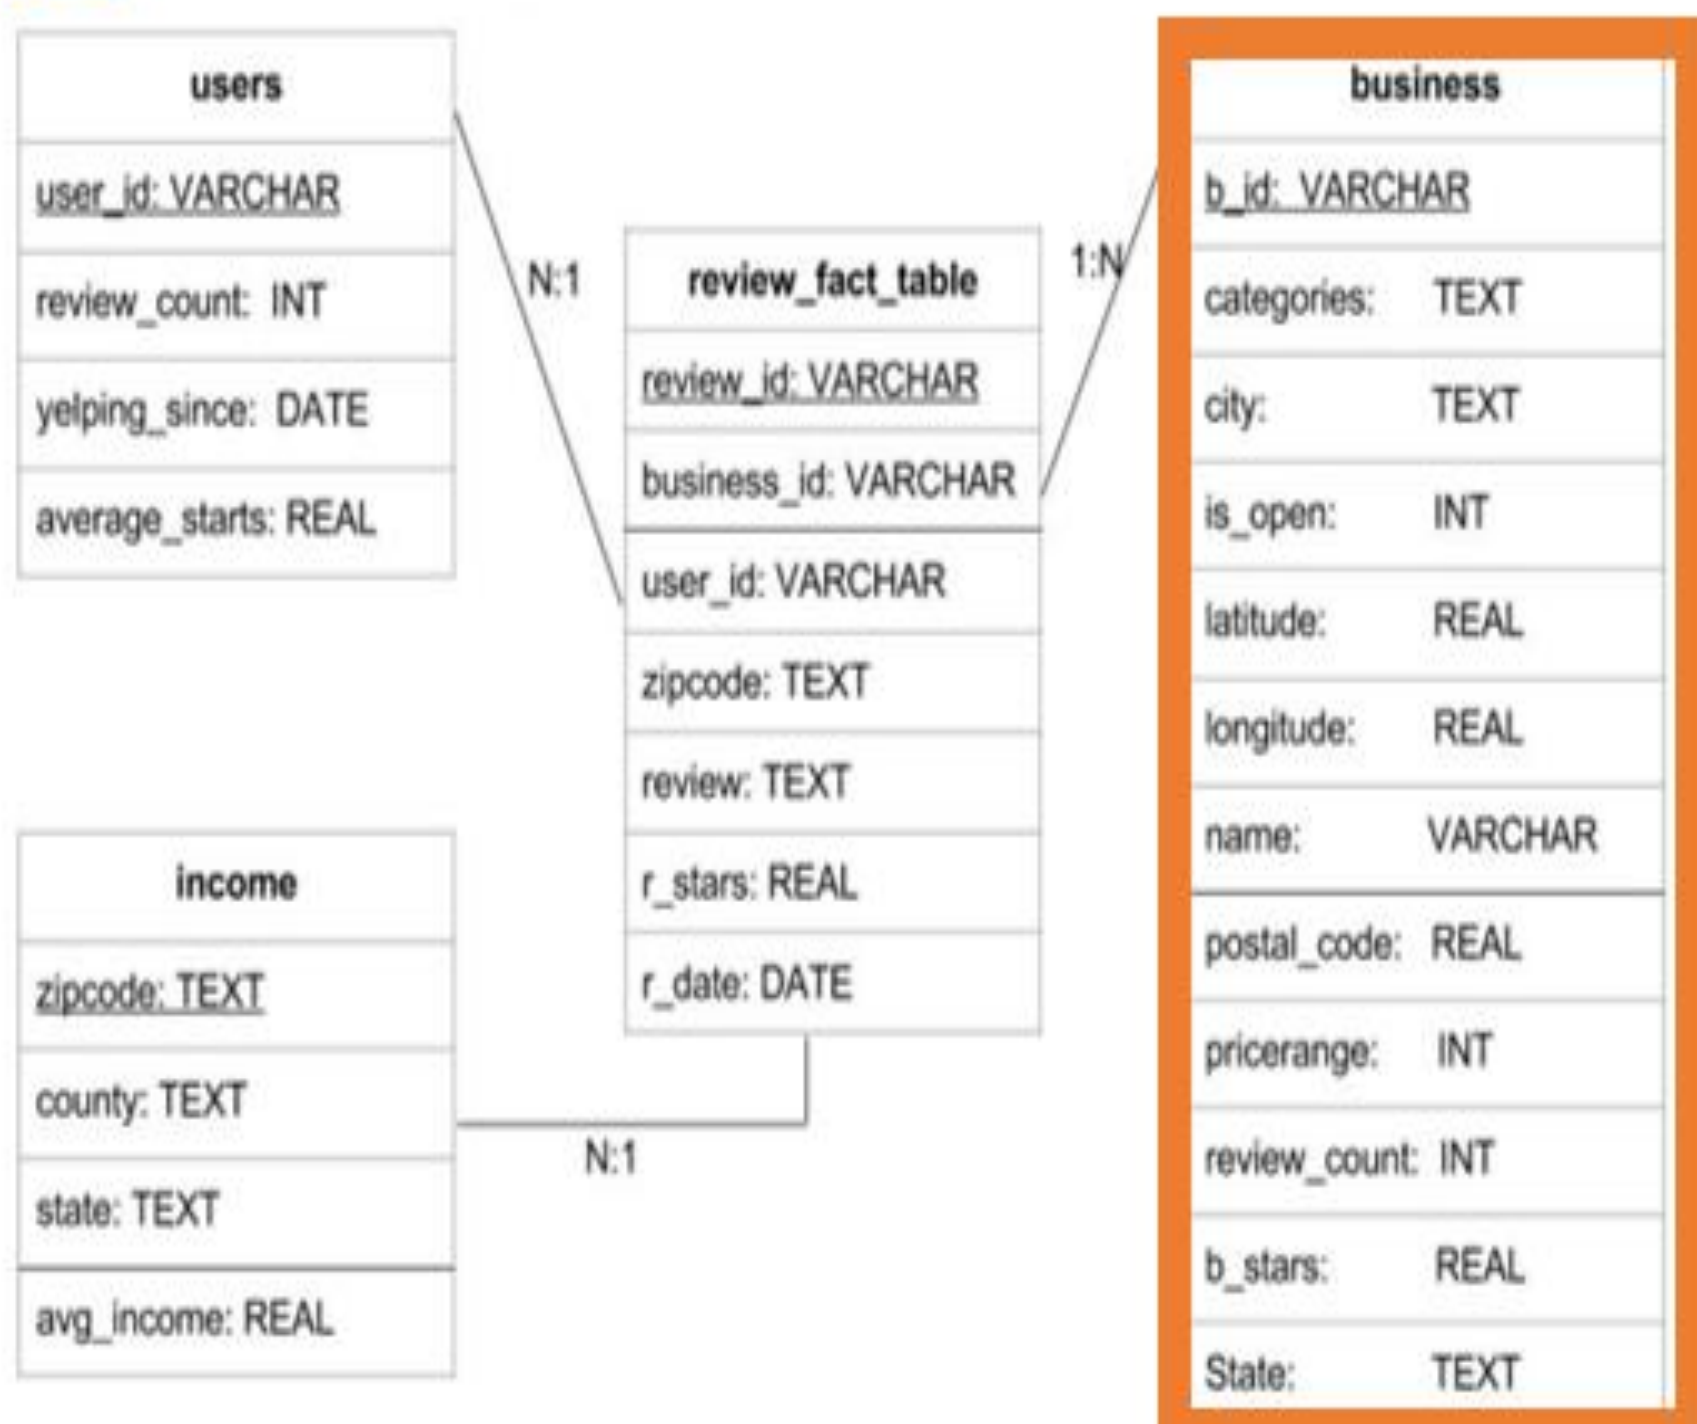 users
user_id: VARCHAR
review_count: INT
yelping_since: DATE
average_starts: REAL
N:1
review_fact_table
review_id: VARCHAR
business_id: VARCHAR
user_id: VARCHAR
zipcode: TEXT
review: TEXT
r_stars: REAL
r_date: DATE
1:N
business
b_id: VARCHAR
categories: TEXT
city: TEXT
is_open: INT
latitude: REAL
longitude: REAL
name: VARCHAR
postal_code: REAL
pricerange: INT
review_count: INT
b_stars: REAL
State: TEXT
income
zipcode: TEXT
county: TEXT
state: TEXT
avg_income: REAL
N:1